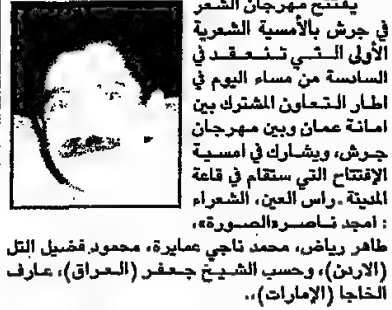 يفتتح مهرجان الشعر
في جرش بالأمسية الشعرية
الأولى التي تنعقد في
السادسة من مساء اليوم في
اطار التعاون المشترك بين
امانة عمان وبين مهرجان
جرش، ويشارك في امسية
الإفتتاح التي ستقام في قاعة
المدينة ـ راس العين، الشعراء
: امجد ناصر«الصورة»،
طاهر رياض، محمد ناجي عمايرة، محمود فضيل التل
(الاردن)، وحسب الشيخ جعفر (العراق)، عارف
الخاجا (الإمارات)..